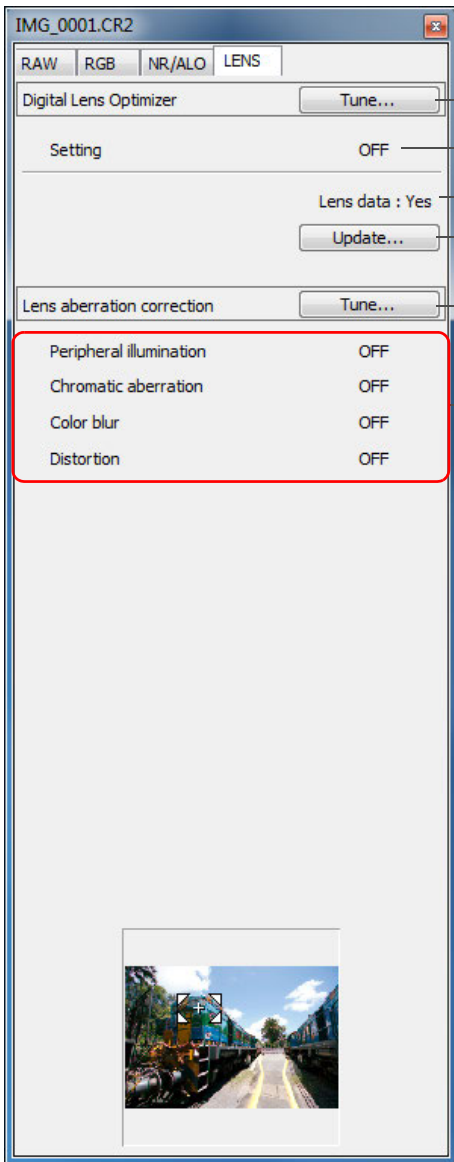 IMG_0001.CR2
RAW RGB NR/ALO LENS
Digital Lens Optimizer Tune...
Setting OFF
Lens data : Yes
Update...
Lens aberration correction Tune...
Peripheral illumination OFF
Chromatic aberration OFF
Color blur OFF
Distortion OFF